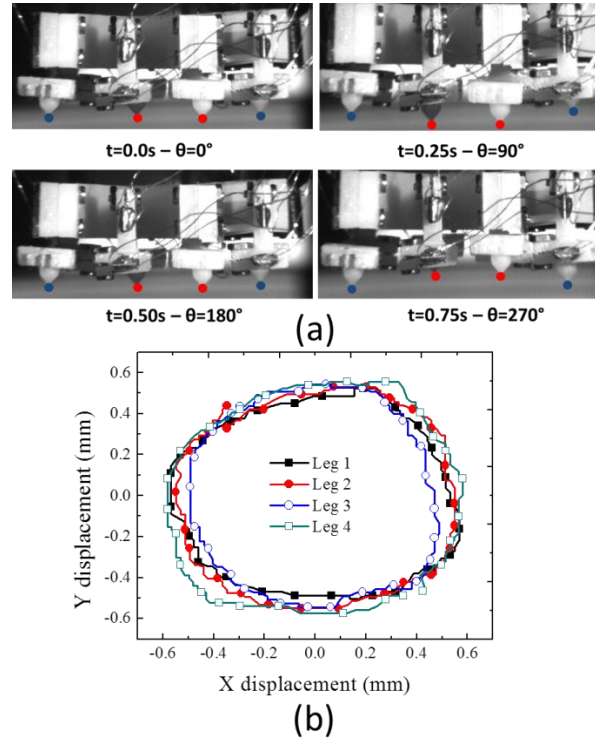 t=0.0s – θ=0°
t=0.25s – θ=90°
t=0.50s – θ=180°
t=0.75s – θ=270°
(a)
0.6
0.4
0.2
0.0
-0.2
-0.4
-0.6
Y displacement (mm)
Leg 1
Leg 2
Leg 3
Leg 4
-0.6 -0.4 -0.2 0.0 0.2 0.4 0.6
X displacement (mm)
(b)